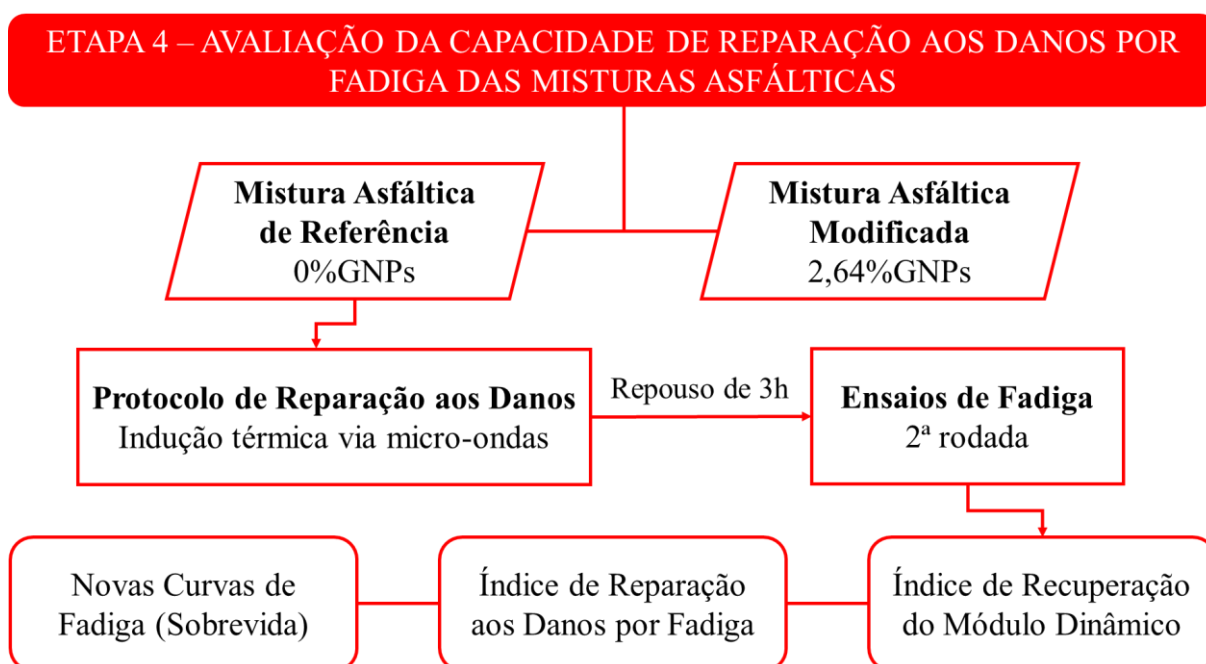 ETAPA 4 – AVALIAÇÃO DA CAPACIDADE DE REPARAÇÃO AOS DANOS POR
FADIGA DAS MISTURAS ASFÁLTICAS
Mistura Asfáltica
de Referência
0%GNPs
Mistura Asfáltica
Modificada
2,64%GNPs
Protocolo de Reparação aos Danos
Indução térmica via micro-ondas
Repouso de 3h
Ensaios de Fadiga
2ª rodada
Novas Curvas de
Fadiga (Sobrevida)
Índice de Reparação
aos Danos por Fadiga
Índice de Recuperação
do Módulo Dinâmico